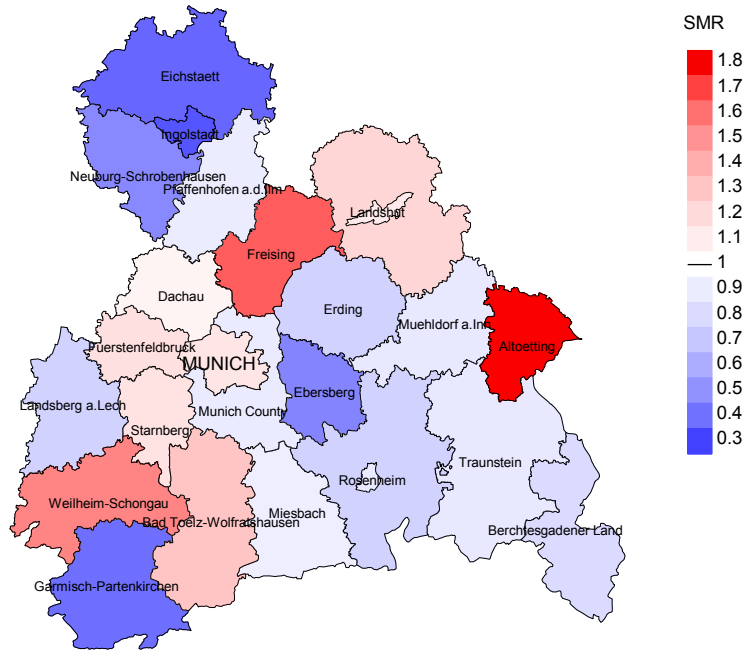 SMR
1.8
1.7
1.6
1.5
1.4
1.3
1.2
1.1
1
0.9
0.8
0.7
0.6
0.5
0.4
0.3
Eichstaett
Ingolstadt
Neuburg-Schrobenhausen
Pfaffenhofen a.d.Ilm
Landshut
Freising
Dachau
Erding
Muehldorf a.Inn
Altoetting
Fuerstenfeldbruck
MUNICH
Ebersberg
Landsberg a.Lech
Munich County
Starnberg
Traunstein
Rosenheim
Weilheim-Schongau
Miesbach
Bad Toelz-Wolfratshausen
Berchtesgadener Land
Garmisch-Partenkirchen